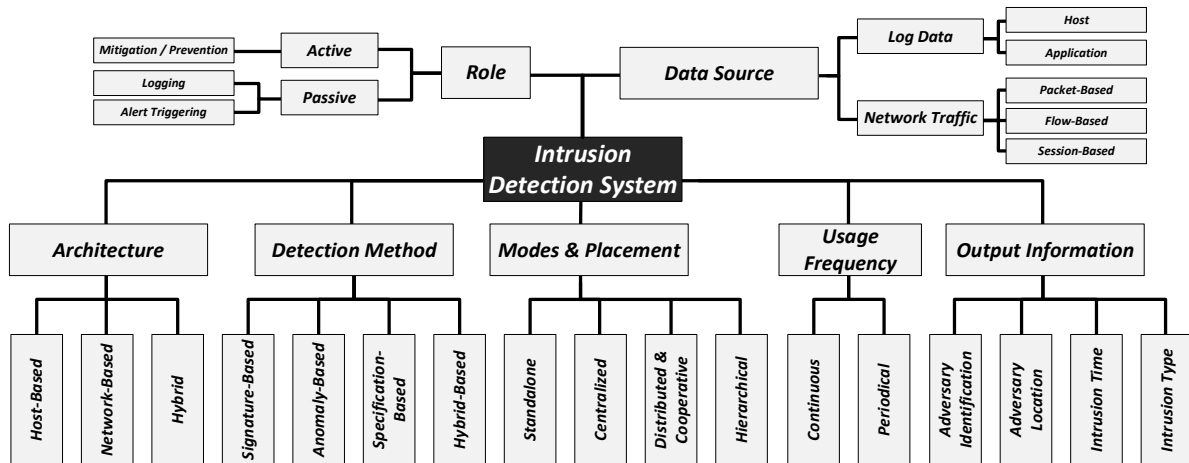 Mitigation / Prevention
Active
Logging
Alert Triggering
Passive
Role
Data Source
Log Data
Host
Application
Network Traffic
Packet-Based
Flow-Based
Session-Based
Intrusion
Detection System
Architecture
Detection Method
Modes & Placement
Usage
Frequency
Output Information
Host-Based
Network-Based
Hybrid
Signature-Based
Anomaly-Based
Specification-
Based
Hybrid-Based
Standalone
Centralized
Distributed &
Cooperative
Hierarchical
Continuous
Periodical
Adversary
Identification
Adversary
Location
Intrusion Time
Intrusion Type